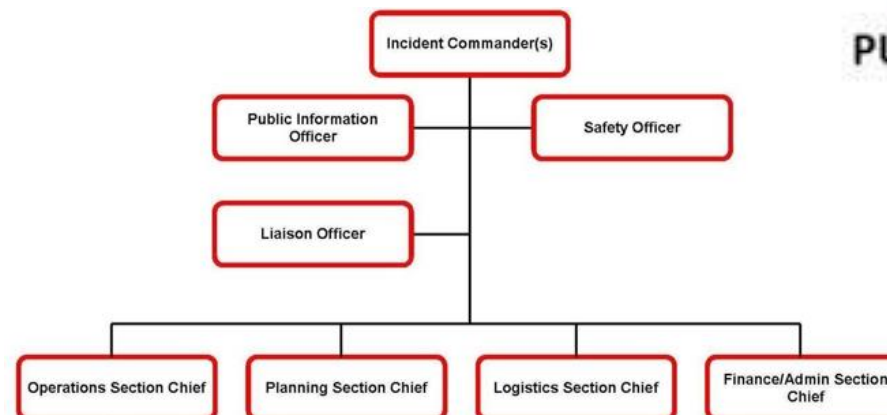 Incident Commander(s)
PU
Public Information
Officer
Safety Officer
Liaison Officer
Operations Section Chief
Planning Section Chief
Logistics Section Chief
Finance/Admin Section
Chief